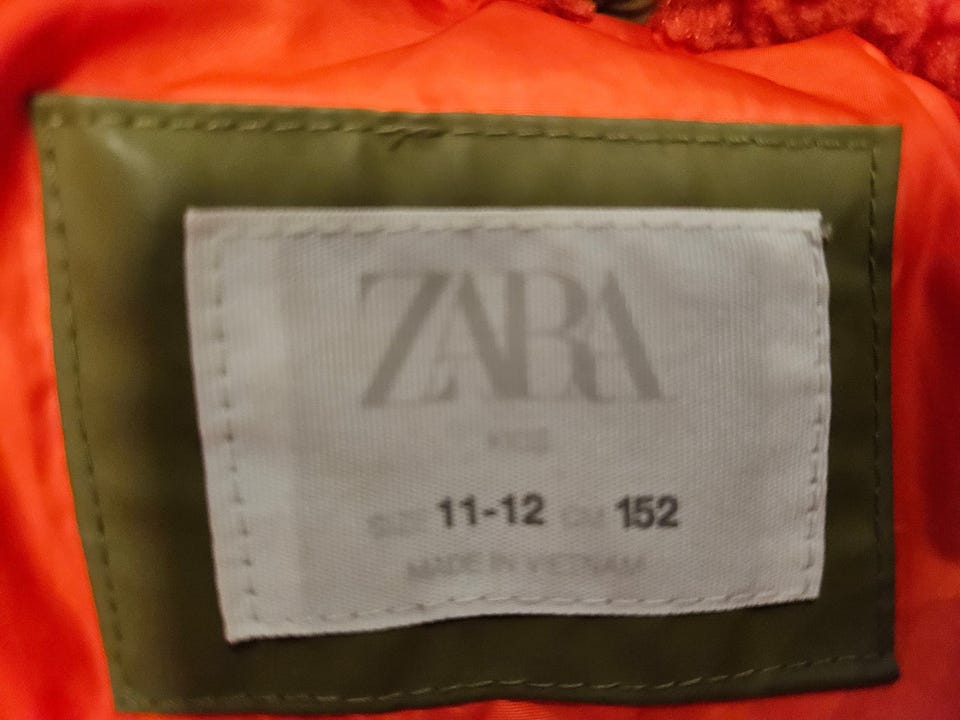 ZARA
KIDS
SIZE 11-12 CM 152
MADE IN VIETNAM